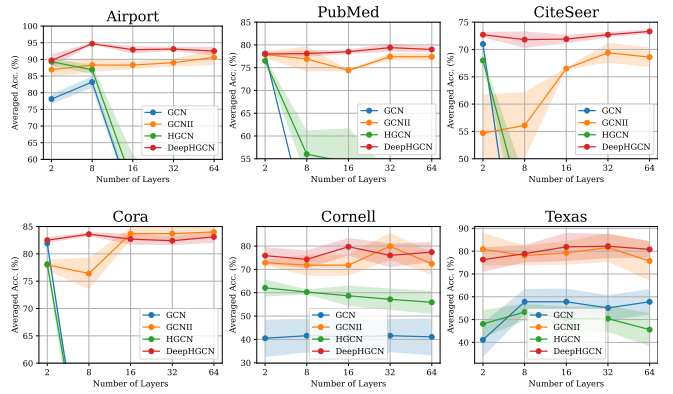 Airport
Averaged Acc. (%)
100
95
90
85
80
75
70
65
60
GCN
GCNII
HGCN
DeepHGCN
2 4 8 16 32 64
Number of Layers
PubMed
Averaged Acc. (%)
85
80
75
70
65
60
55
GCN
GCNII
HGCN
DeepHGCN
2 8 16 32 64
Number of Layers
CiteSeer
Averaged Acc. (%)
75
70
65
60
55
50
GCN
GCNII
HGCN
DeepHGCN
2 8 16 32 64
Number of Layers
Cora
Averaged Acc. (%)
85
80
75
70
65
60
GCN
GCNII
HGCN
DeepHGCN
2 8 16 32 64
Number of Layers
Cornell
Averaged Acc. (%)
80
70
60
50
40
30
GCN
GCNII
HGCN
DeepHGCN
2 8 16 32 64
Number of Layers
Texas
Averaged Acc. (%)
90
80
70
60
50
40
GCN
GCNII
HGCN
DeepHGCN
2 8 16 32 64
Number of Layers